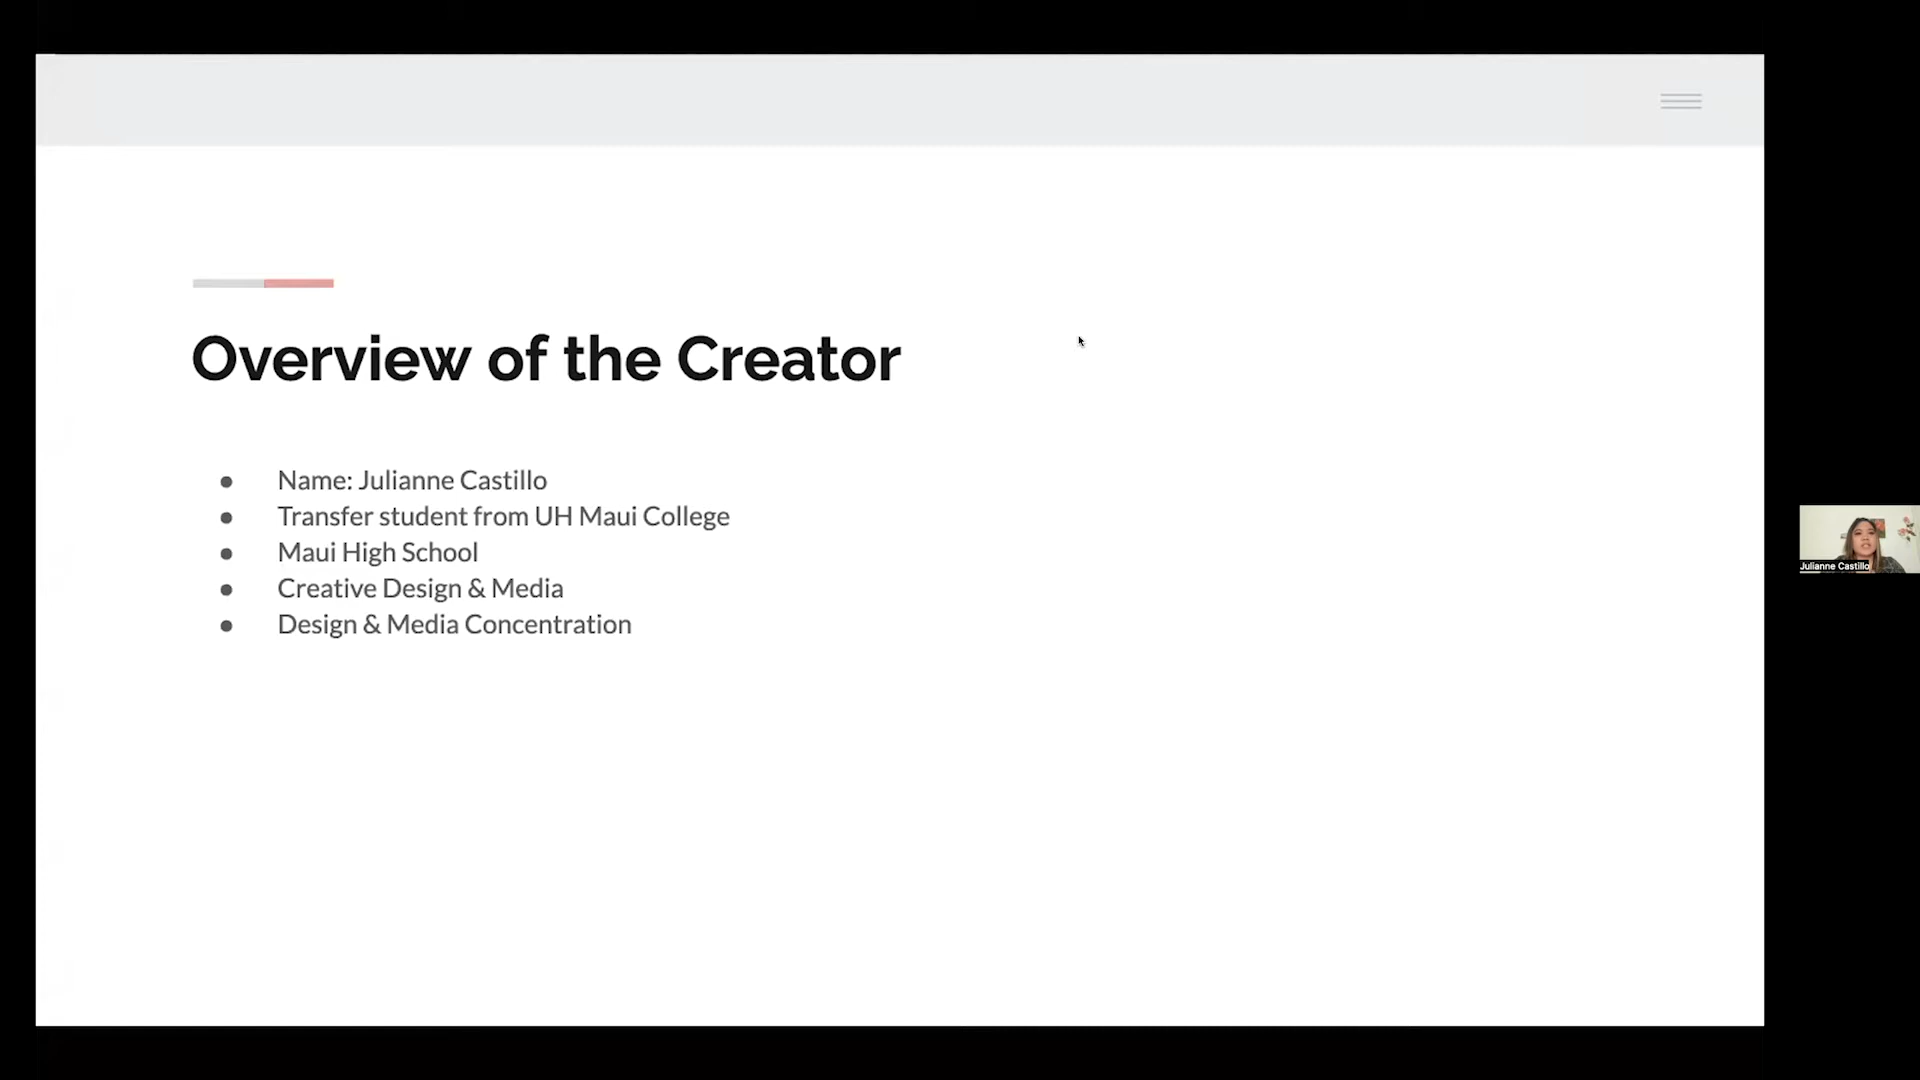 Overview of the Creator
● Name: Julianne Castillo
● Transfer student from UH Maui College
● Maui High School
● Creative Design & Media
● Design & Media Concentration
Julianne Castillo